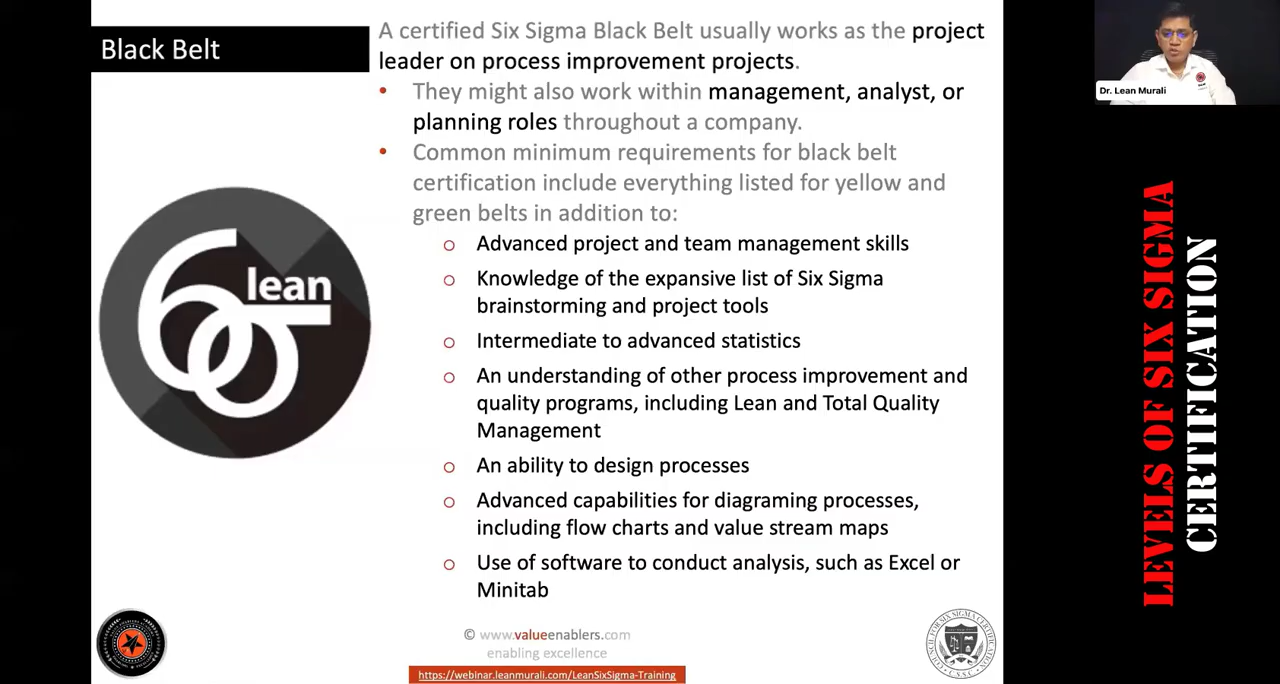 Black Belt
A certified Six Sigma Black Belt usually works as the project
leader on process improvement projects.
• They might also work within management, analyst, or
planning roles throughout a company.
• Common minimum requirements for black belt
certification include everything listed for yellow and
green belts in addition to:
o Advanced project and team management skills
o Knowledge of the expansive list of Six Sigma
brainstorming and project tools
o Intermediate to advanced statistics
o An understanding of other process improvement and
quality programs, including Lean and Total Quality
Management
o An ability to design processes
o Advanced capabilities for diagraming processes,
including flow charts and value stream maps
o Use of software to conduct analysis, such as Excel or
Minitab
6σ lean
© www.valueenablers.com
enabling excellence
https://webinar.leanmurali.com/LeanSixSigma-Training
COUNCIL FOR SIX SIGMA CERTIFICATION
C.S.S.C.
Dr. Lean Murali
LEVELS OF SIX SIGMA
CERTIFICATION